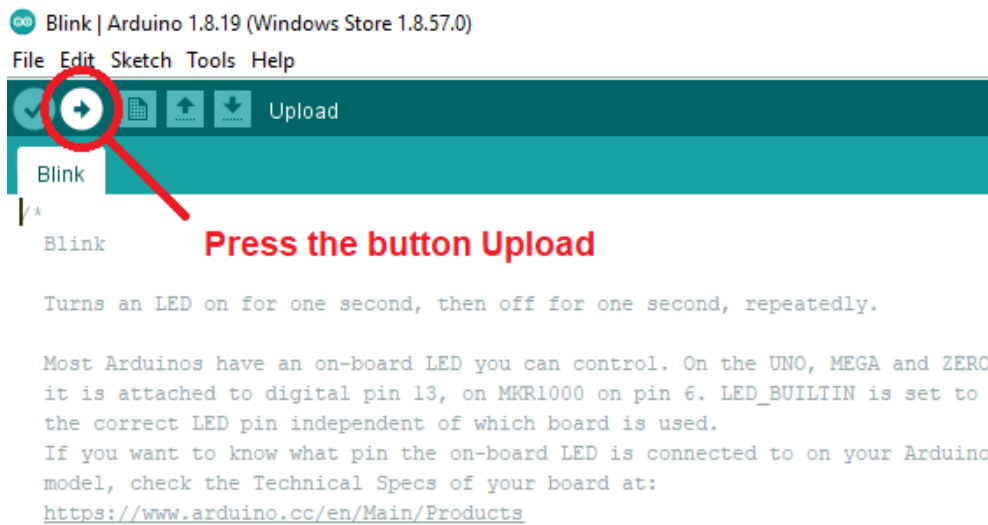 Blink | Arduino 1.8.19 (Windows Store 1.8.57.0)
File Edit Sketch Tools Help
Upload
Blink
/*
Blink
Press the button Upload
Turns an LED on for one second, then off for one second, repeatedly.
Most Arduinos have an on-board LED you can control. On the UNO, MEGA and ZERO
it is attached to digital pin 13, on MKR1000 on pin 6. LED_BUILTIN is set to
the correct LED pin independent of which board is used.
If you want to know what pin the on-board LED is connected to on your Arduino
model, check the Technical Specs of your board at:
https://www.arduino.cc/en/Main/Products